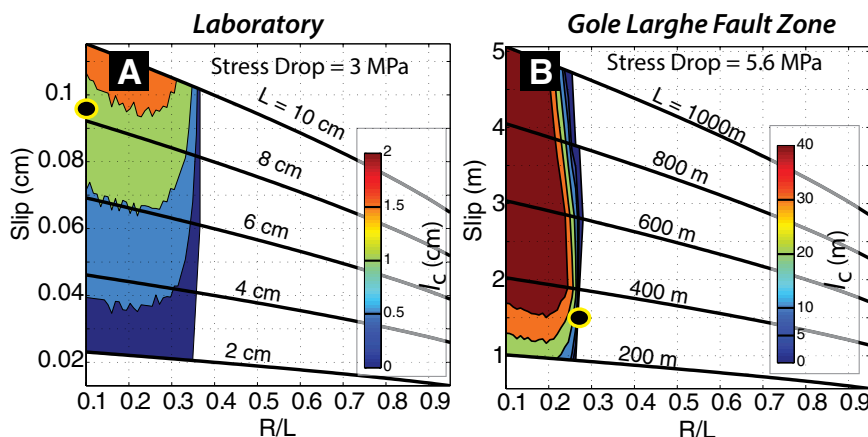 Laboratory
A
Stress Drop = 3 MPa
L = 10 cm
8 cm
6 cm
4 cm
2 cm
Slip (cm)
0.1
0.08
0.06
0.04
0.02
0.1 0.2 0.3 0.4 0.5 0.6 0.7 0.8 0.9
R/L
2
1.5
1
0.5
0
lc (cm)
Gole Larghe Fault Zone
B
Stress Drop = 5.6 MPa
L = 1000m
800 m
600 m
400 m
200 m
Slip (m)
5
4
3
2
1
0.1 0.2 0.3 0.4 0.5 0.6 0.7 0.8 0.9
R/L
40
30
20
10
0
lc (m)